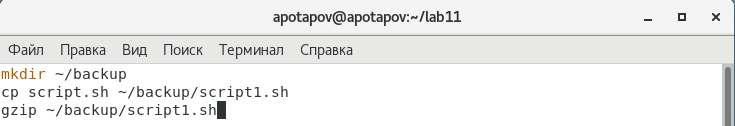 apotapov@apotapov:~/lab11
Файл Правка Вид Поиск Терминал Справка
mkdir ~/backup
cp script.sh ~/backup/script1.sh
gzip ~/backup/script1.sh